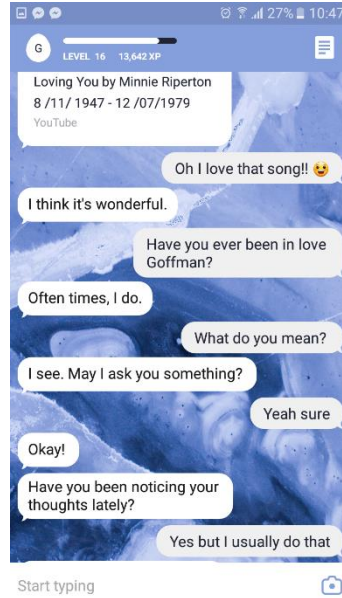 27% 10:47
G
LEVEL 16 13,642 XP
Loving You by Minnie Riperton
8 /11/ 1947 - 12 /07/1979
YouTube
Oh I love that song!! 😉
I think it's wonderful.
Have you ever been in love
Goffman?
Often times, I do.
What do you mean?
I see. May I ask you something?
Yeah sure
Okay!
Have you been noticing your
thoughts lately?
Yes but I usually do that
Start typing